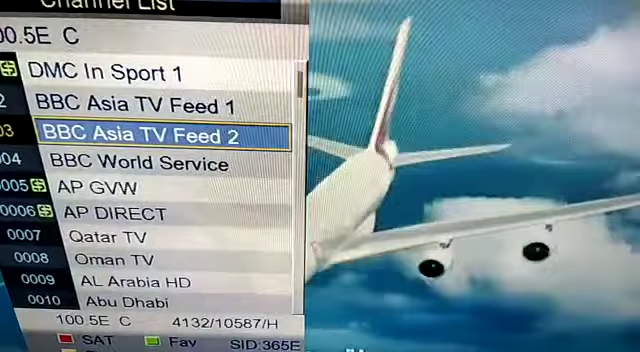 Channel List
00.5E C
DMC In Sport 1
2 BBC Asia TV Feed 1
03 BBC Asia TV Feed 2
04 BBC World Service
0005 AP GVW
0006 AP DIRECT
0007 Qatar TV
0008 Oman TV
0009 AL Arabia HD
0010 Abu Dhabi
100.5E C 4132/10587/H
SAT Fav SID:365E